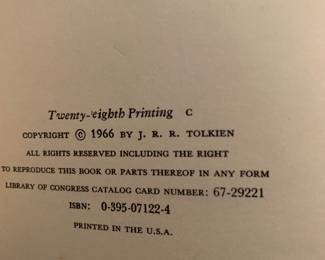 Twenty-eighth Printing C
COPYRIGHT © 1966 BY J. R. R. TOLKIEN
ALL RIGHTS RESERVED INCLUDING THE RIGHT
TO REPRODUCE THIS BOOK OR PARTS THEREOF IN ANY FORM
LIBRARY OF CONGRESS CATALOG CARD NUMBER: 67-29221
ISBN: 0-395-07122-4
PRINTED IN THE U.S.A.